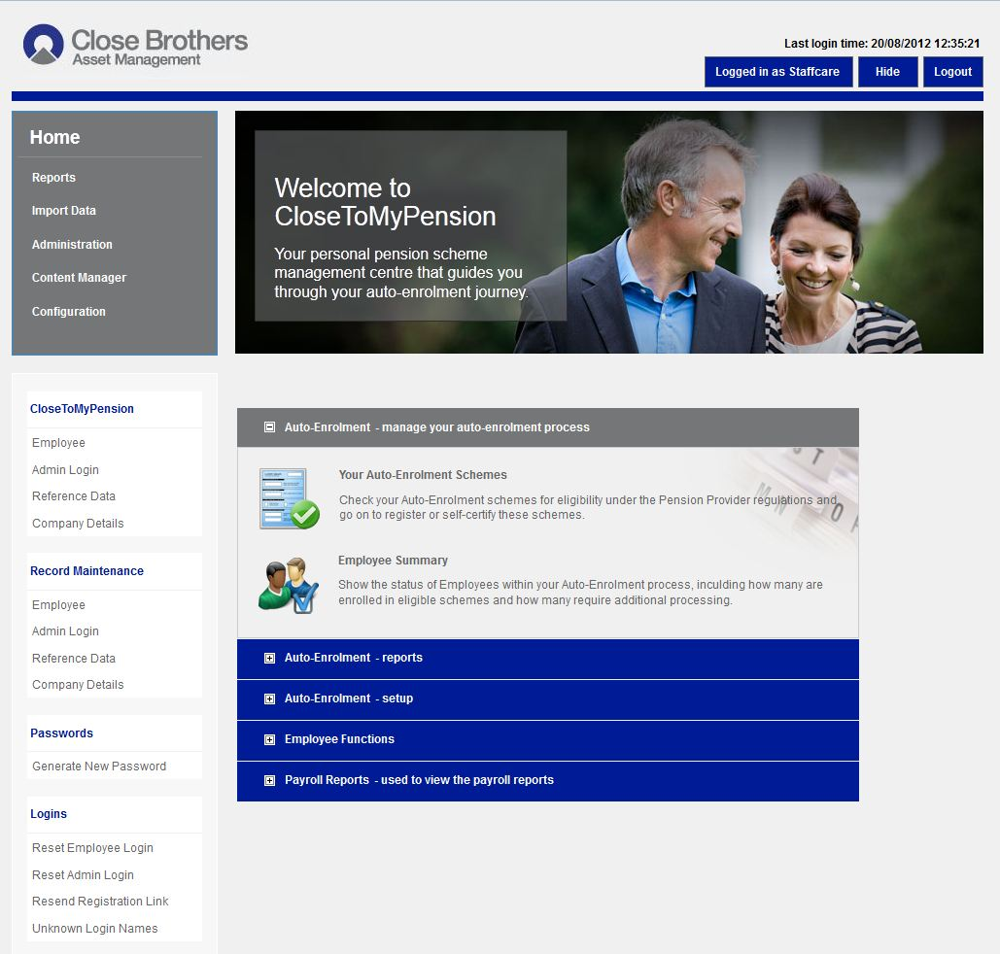 Close Brothers
Asset Management
Last login time: 20/08/2012 12:35:21
Logged in as Staffcare
Hide
Logout
Home
Reports
Import Data
Administration
Content Manager
Configuration
Welcome to
CloseToMyPension
Your personal pension scheme
management centre that guides you
through your auto-enrolment journey.
CloseToMyPension
Employee
Admin Login
Reference Data
Company Details
Record Maintenance
Employee
Admin Login
Reference Data
Company Details
Passwords
Generate New Password
Logins
Reset Employee Login
Reset Admin Login
Resend Registration Link
Unknown Login Names
Auto-Enrolment - manage your auto-enrolment process
Your Auto-Enrolment Schemes
Check your Auto-Enrolment schemes for eligibility under the Pension Provider regulations and
go on to register or self-certify these schemes.
Employee Summary
Show the status of Employees within your Auto-Enrolment process, inculding how many are
enrolled in eligible schemes and how many require additional processing.
Auto-Enrolment - reports
Auto-Enrolment - setup
Employee Functions
Payroll Reports - used to view the payroll reports